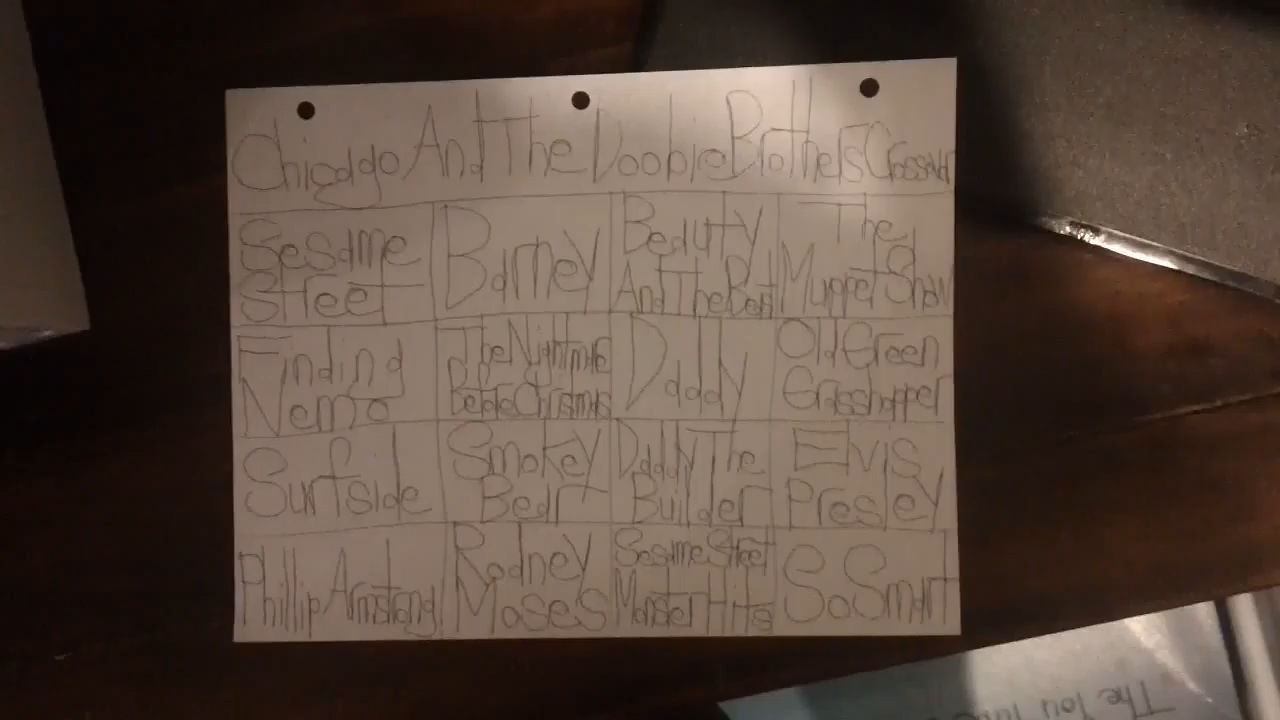 Chicago And The Doobie Brothers Crossover
Sesame Street
Barney
Beauty And The Beast
The Muppet Show
Finding Nemo
The Nightmare Before Christmas
Daddy
Old Green Grasshopper
Surfside
Smokey Bear
Daddy The Builder
Elvis Presley
Phillip Armstrong
Rodney Moses
Sesame Street Monster Hits
So Smart
The You